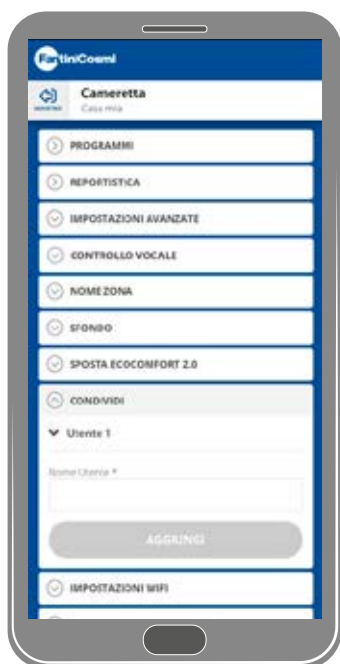 FantiniCosmi
Cameretta
Casa mia
PROGRAMMI
REPORTISTICA
IMPOSTAZIONI AVANZATE
CONTROLLO VOCALE
NOME ZONA
SFONDO
SPOSTA ECOCOMFORT 2.0
CONDIVIDI
Utente 1
Nome Utente *
AGGIUNGI
IMPOSTAZIONI WIFI